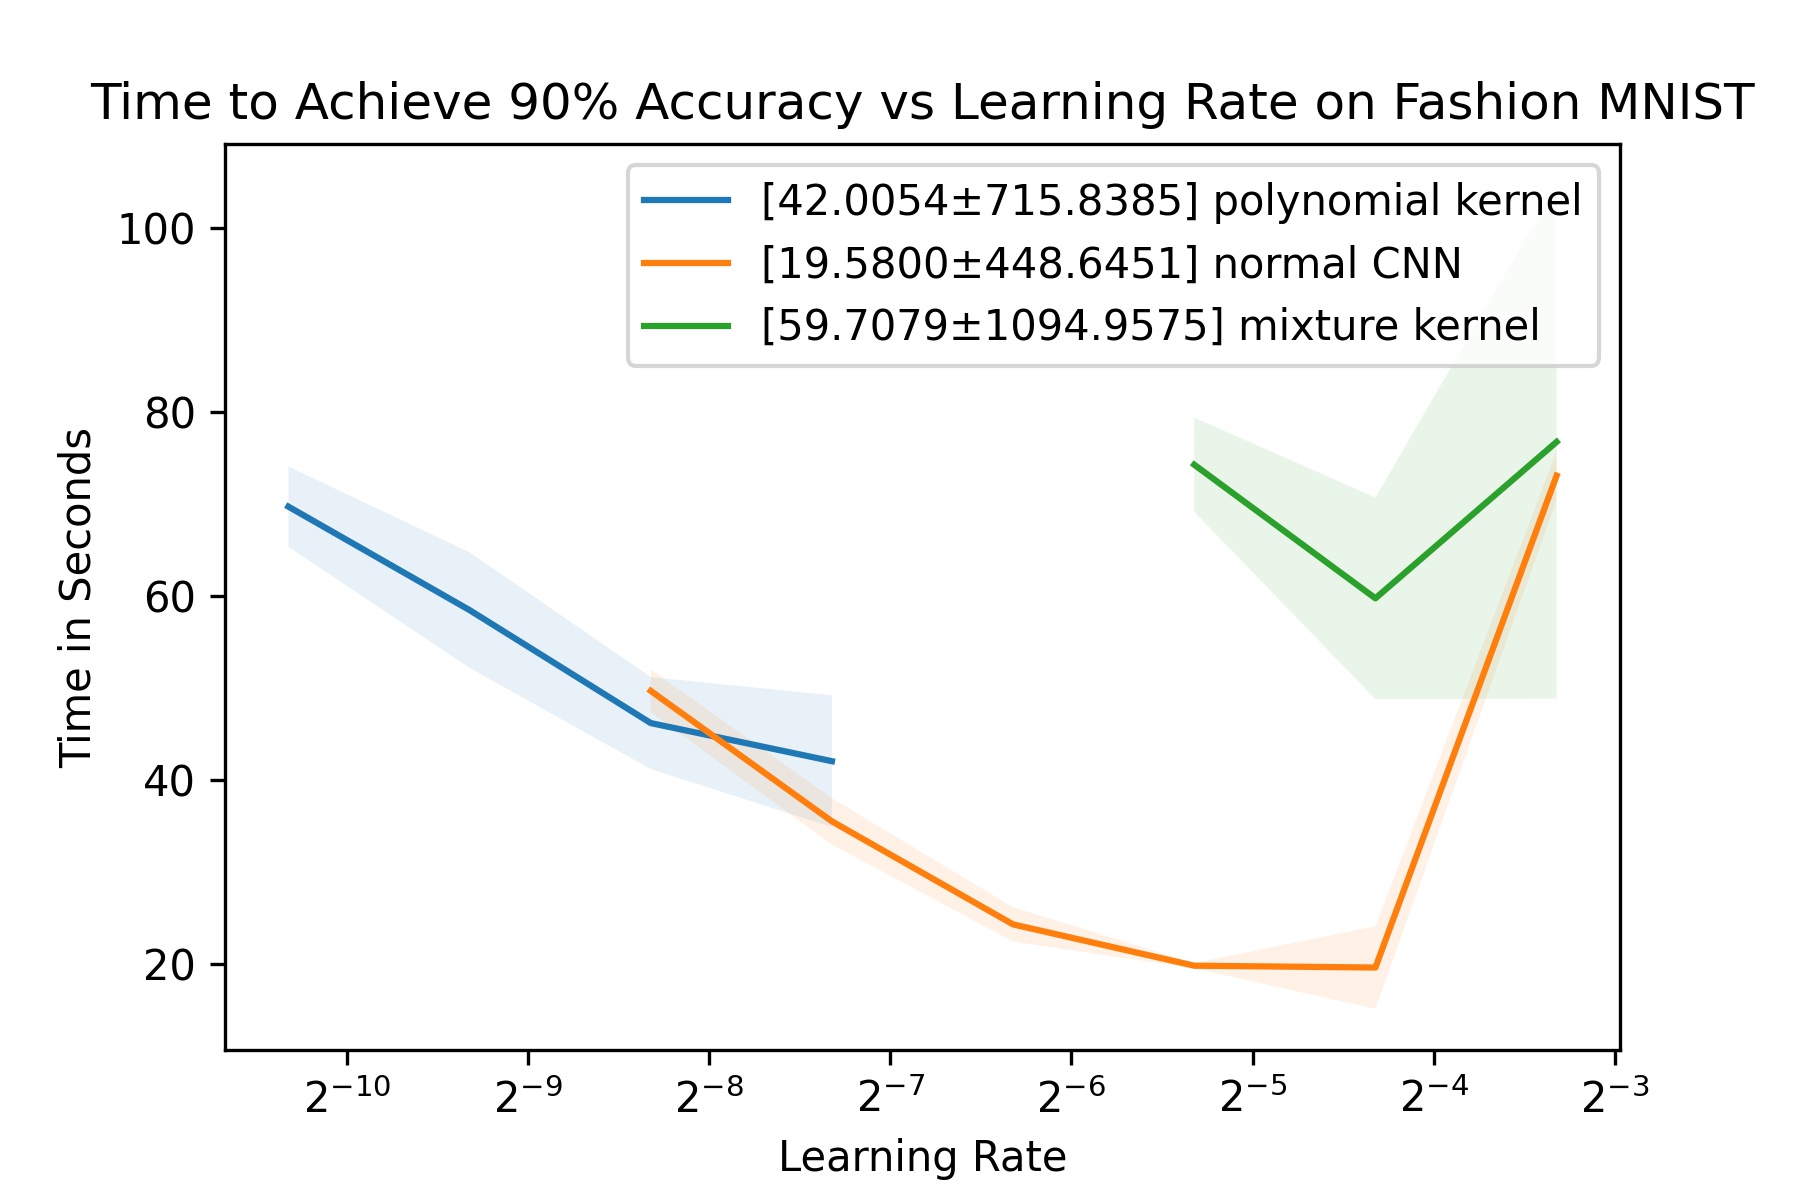 Time to Achieve 90% Accuracy vs Learning Rate on Fashion MNIST
[42.0054±715.8385] polynomial kernel
[19.5800±448.6451] normal CNN
[59.7079±1094.9575] mixture kernel
100
80
60
40
20
Time in Seconds
2⁻¹⁰ 2⁻⁹ 2⁻⁸ 2⁻⁷ 2⁻⁶ 2⁻⁵ 2⁻⁴ 2⁻³
Learning Rate